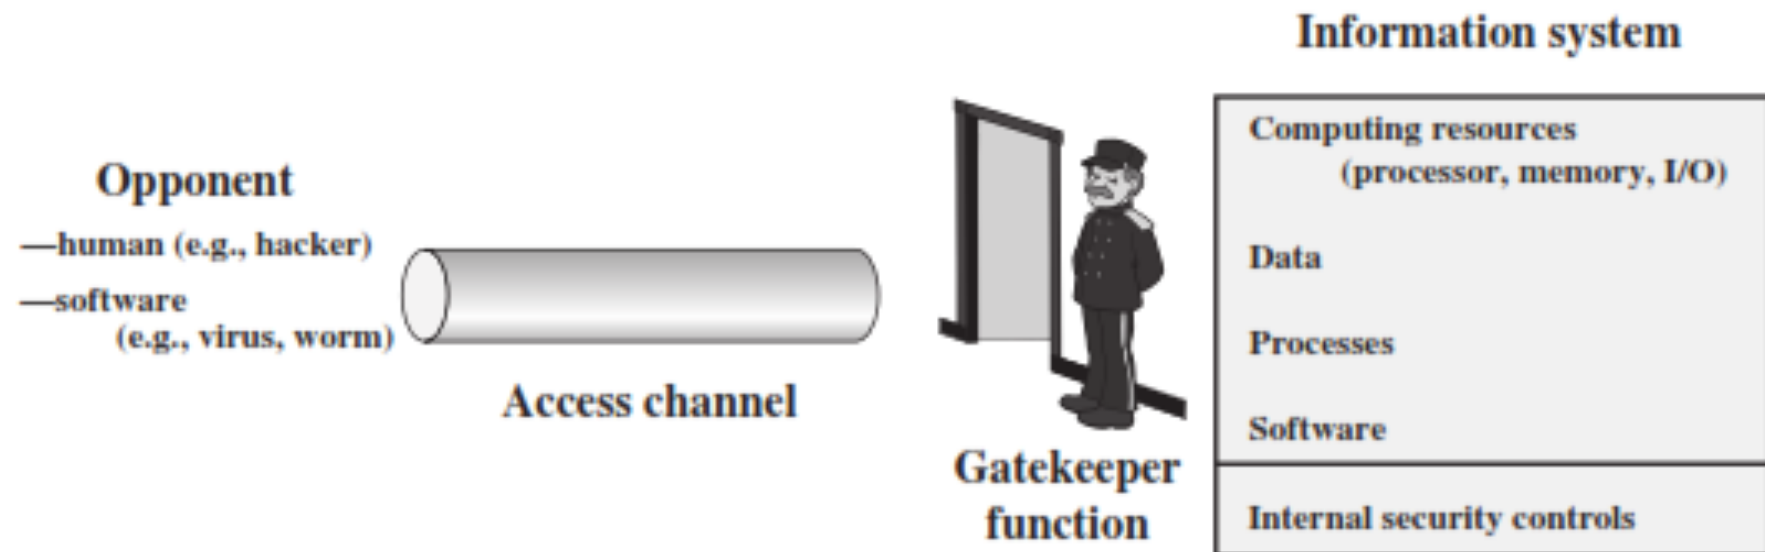 Information system
Opponent
—human (e.g., hacker)
—software
(e.g., virus, worm)
Access channel
Gatekeeper
function
Computing resources
(processor, memory, I/O)
Data
Processes
Software
Internal security controls